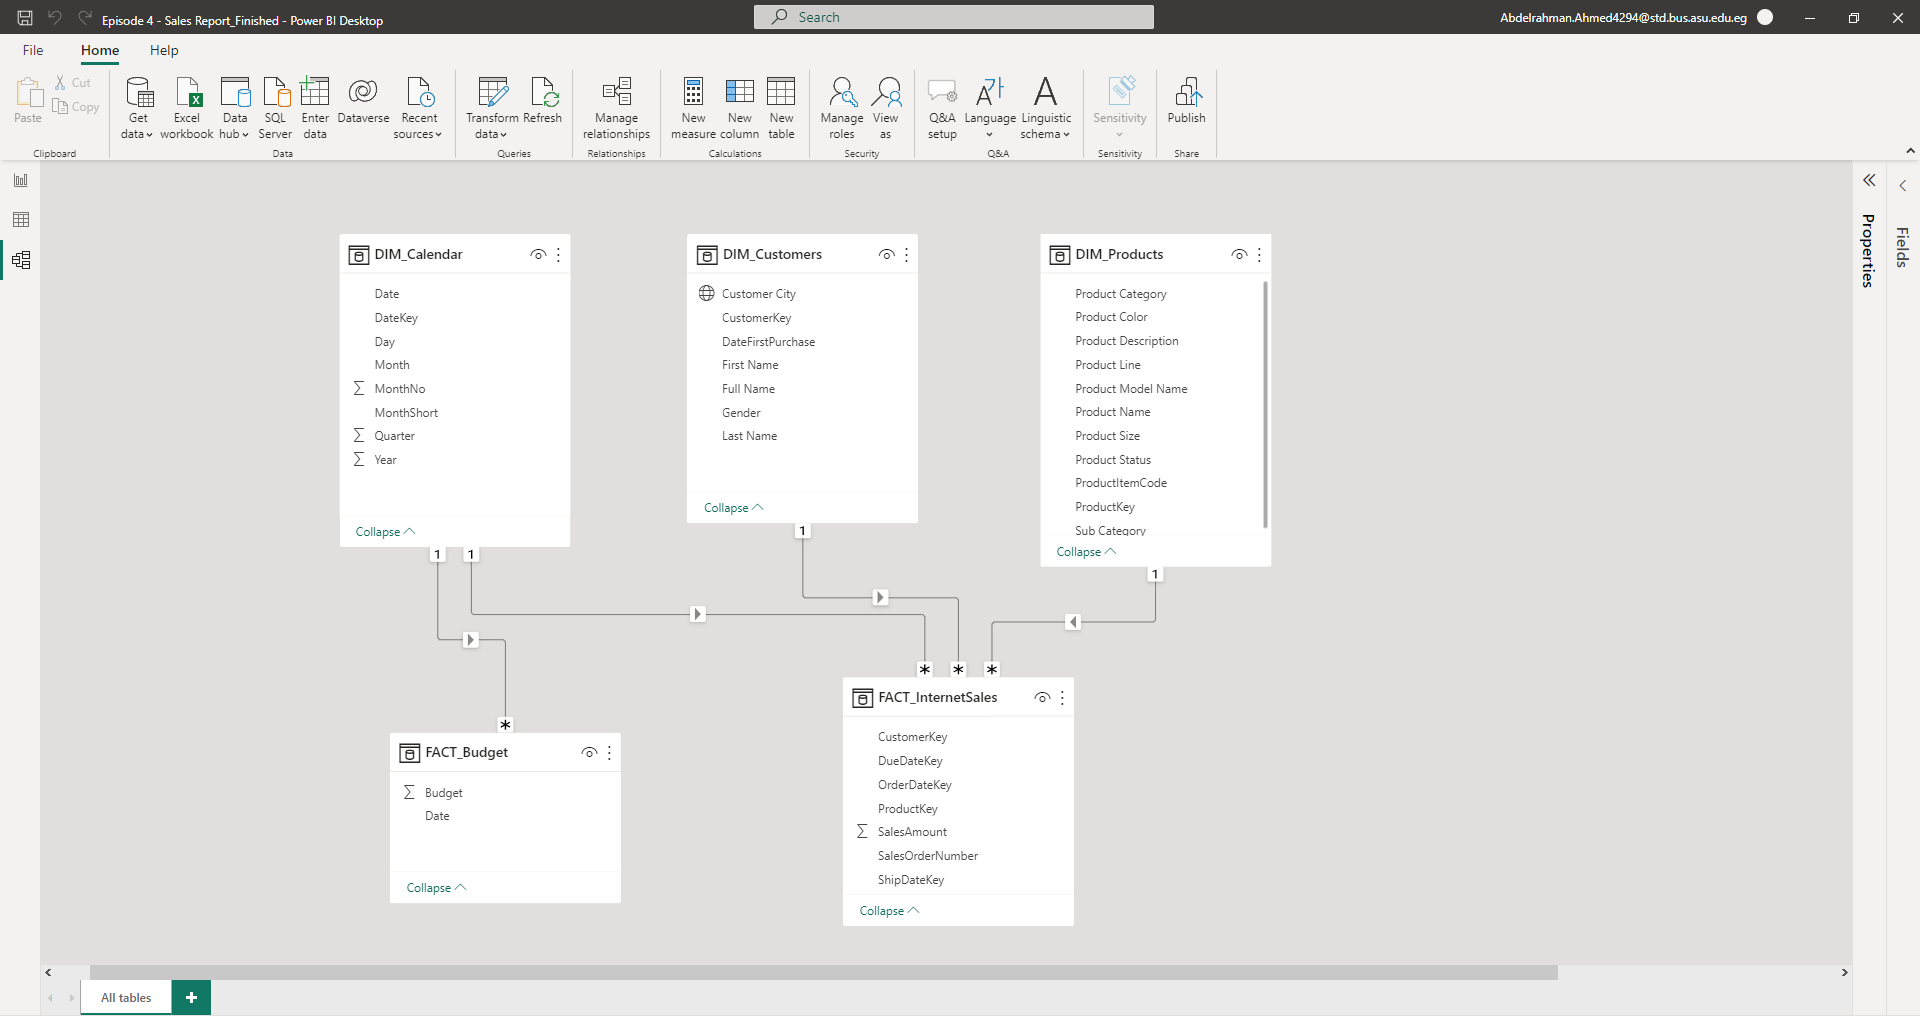 Episode 4 - Sales Report_Finished - Power BI Desktop
Search
Abdelrahman.Ahmed4294@std.bus.asu.edu.eg
File Home Help
Paste
Cut
Copy
Clipboard
Get data
Excel workbook
Data hub
SQL Server
Enter data
Dataverse
Recent sources
Data
Transform data
Refresh
Queries
Manage relationships
Relationships
New measure
New column
New table
Calculations
Manage roles
View as
Security
Q&A setup
Language
Linguistic schema
Q&A
Sensitivity
Sensitivity
Publish
Share
Properties
Fields
DIM_Calendar
Date
DateKey
Day
Month
MonthNo
MonthShort
Quarter
Year
Collapse
DIM_Customers
Customer City
CustomerKey
DateFirstPurchase
First Name
Full Name
Gender
Last Name
Collapse
DIM_Products
Product Category
Product Color
Product Description
Product Line
Product Model Name
Product Name
Product Size
Product Status
ProductItemCode
ProductKey
Sub Category
Collapse
1
1
1
1
*
*
*
*
FACT_Budget
Budget
Date
Collapse
FACT_InternetSales
CustomerKey
DueDateKey
OrderDateKey
ProductKey
SalesAmount
SalesOrderNumber
ShipDateKey
Collapse
All tables